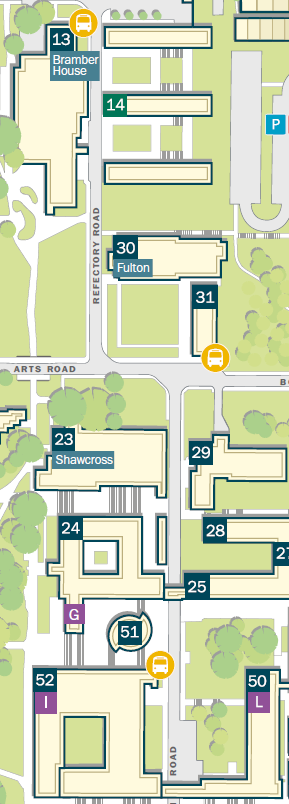 13
Bramber
House
14
P
REFECTORY ROAD
30
Fulton
31
ARTS ROAD
23
Shawcross
29
24
28
27
25
G
51
52
I
50
L
ROAD